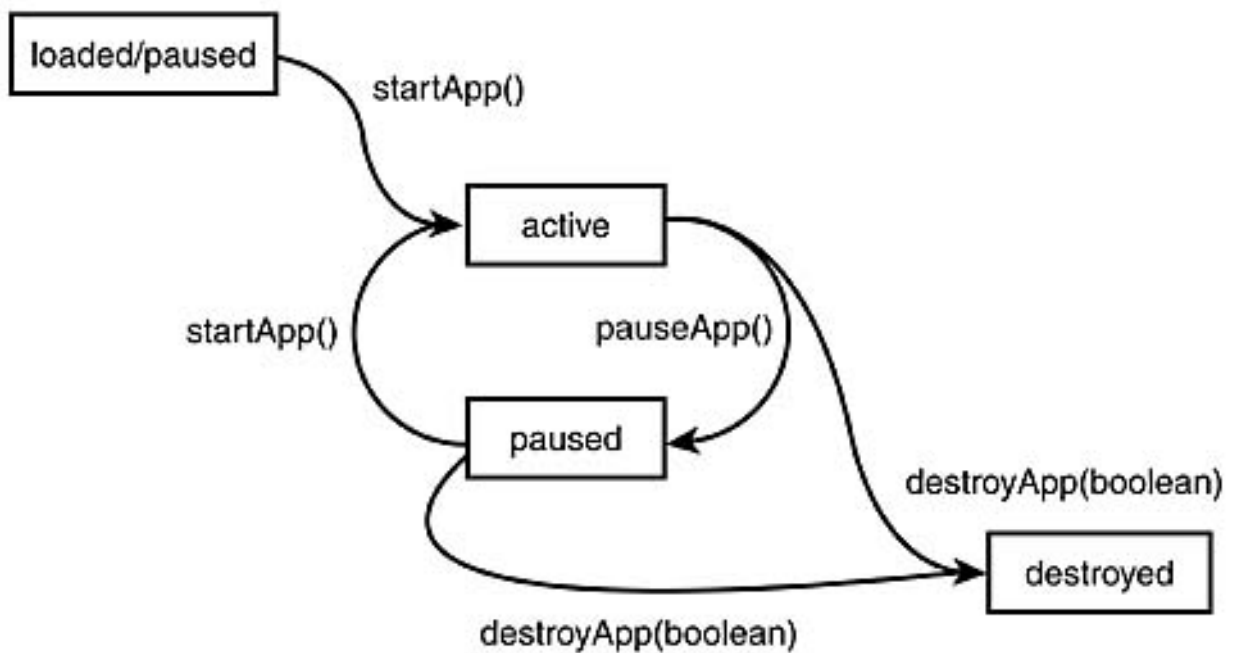 loaded/paused
startApp()
active
startApp()
pauseApp()
paused
destroyApp(boolean)
destroyed
destroyApp(boolean)